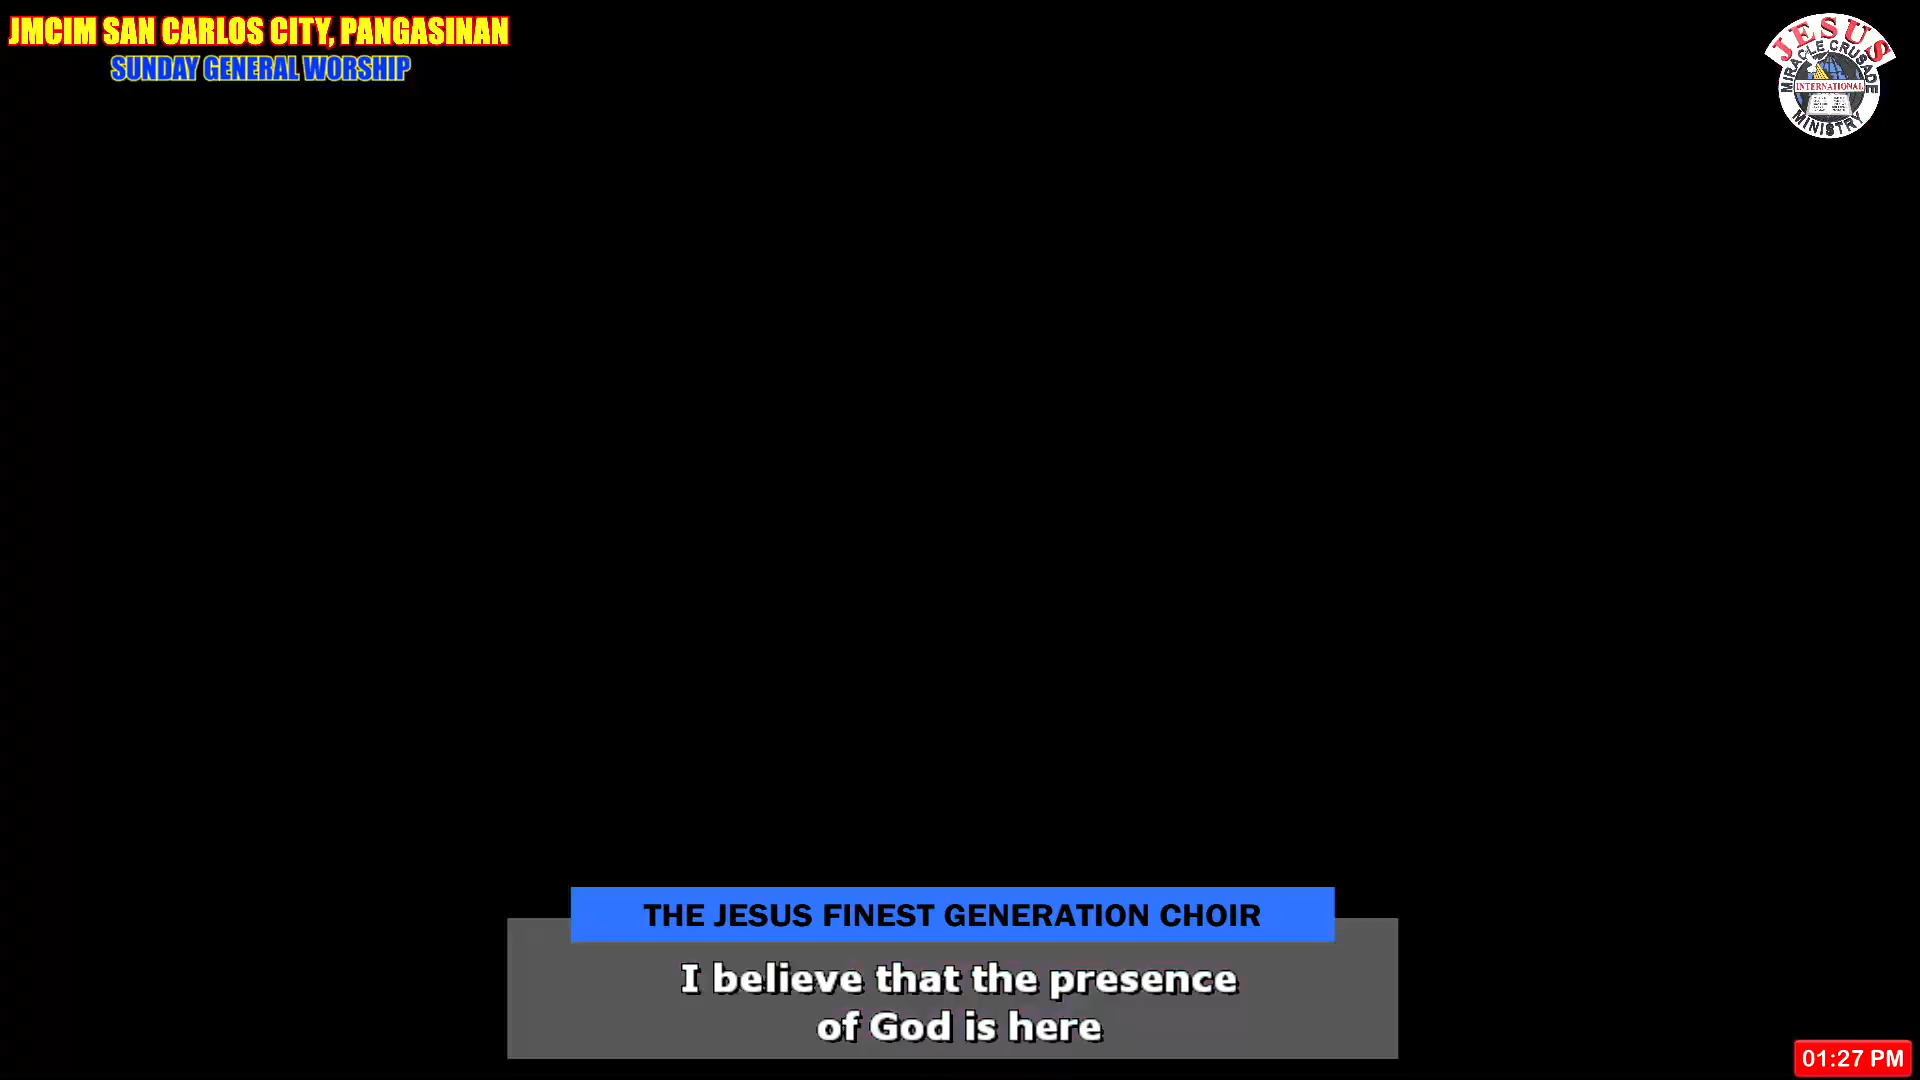 JMCIM SAN CARLOS CITY, PANGASINAN
SUNDAY GENERAL WORSHIP
JESUS
MIRACLE CRUSADE
INTERNATIONAL
MINISTRY
THE JESUS FINEST GENERATION CHOIR
I believe that the presence
of God is here
01:27 PM